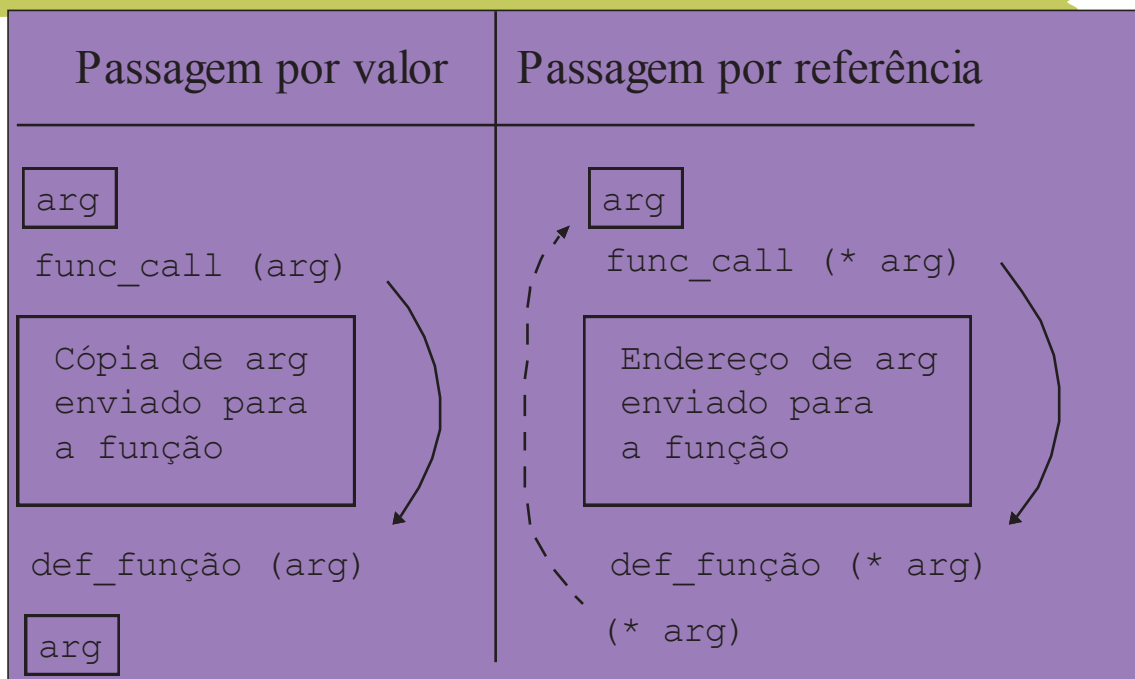 Passagem por valor
Passagem por referência
arg
func_call (arg)
Cópia de arg
enviado para
a função
def_função (arg)
arg
arg
func_call (* arg)
Endereço de arg
enviado para
a função
def_função (* arg)
(* arg)